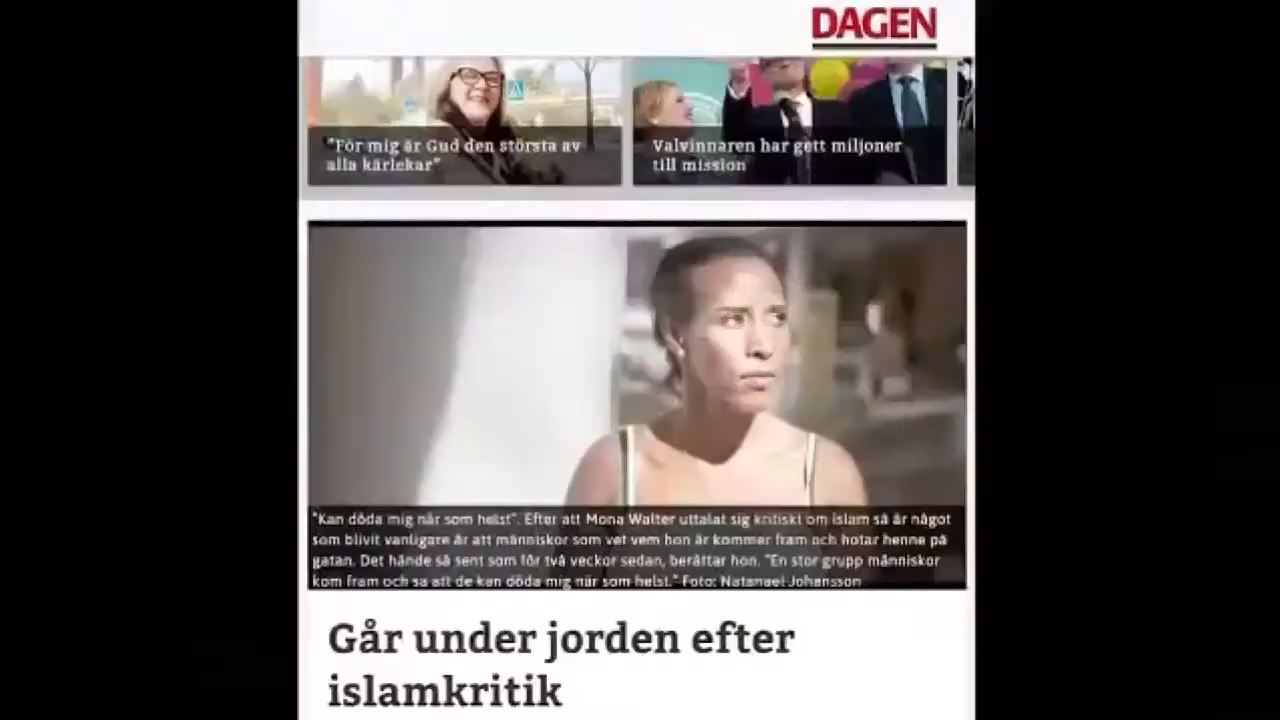 DAGEN
"För mig är Gud den största av
alla kärlekar"
Valvinnaren har gett miljoner
till mission
"Kan döda mig när som helst". Efter att Mona Walter uttalat sig kritiskt om islam så är något
som blivit vanligare är att människor som vet vem hon är kommer fram och hotar henne på
gatan. Det hände så sent som för två veckor sedan, berättar hon. "En stor grupp människor
kom fram och sa att de kan döda mig när som helst." Foto: Natanael Johansson
Går under jorden efter
islamkritik